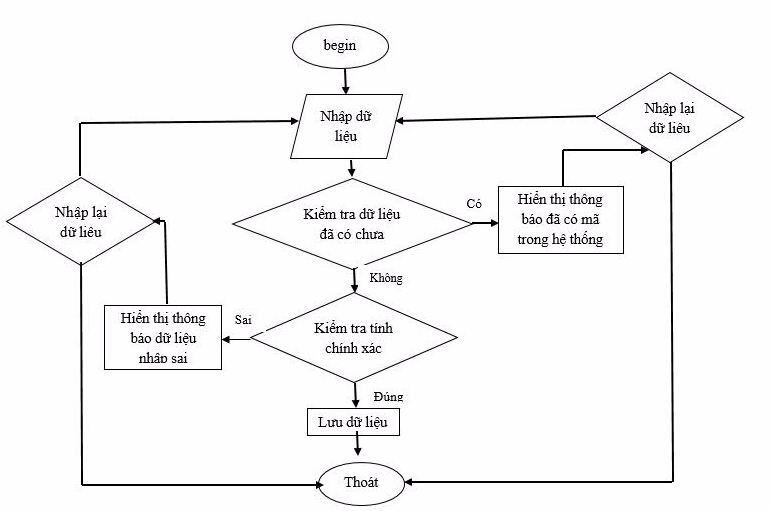 begin
Nhập dữ
liệu
Nhập lại
dữ liêu
Nhập lại
dữ liêu
Kiểm tra dữ liệu
đã có chưa
Có
Hiển thị thông
báo đã có mã
trong hệ thống
Không
Hiển thị thông
báo dữ liệu
nhập sai
Sai
Kiểm tra tính
chính xác
Đúng
Lưu dữ liệu
Thoát